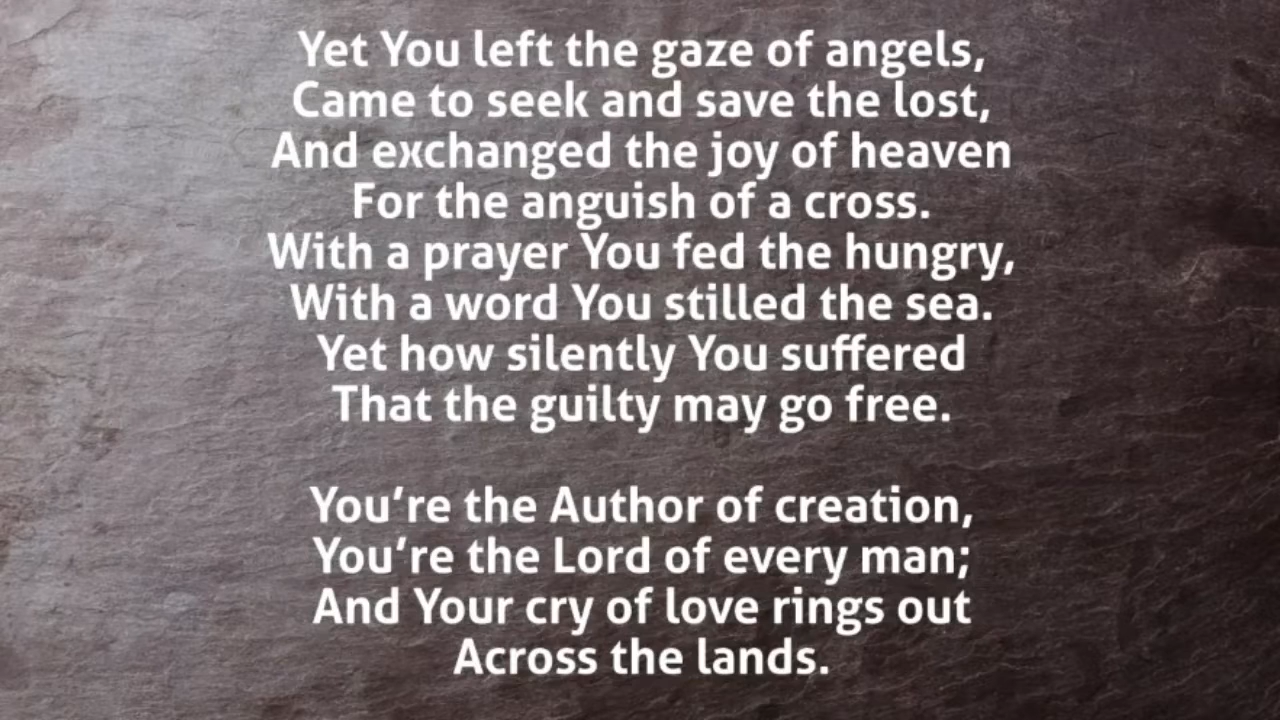 Yet You left the gaze of angels,
Came to seek and save the lost,
And exchanged the joy of heaven
For the anguish of a cross.
With a prayer You fed the hungry,
With a word You stilled the sea.
Yet how silently You suffered
That the guilty may go free.
You’re the Author of creation,
You’re the Lord of every man;
And Your cry of love rings out
Across the lands.